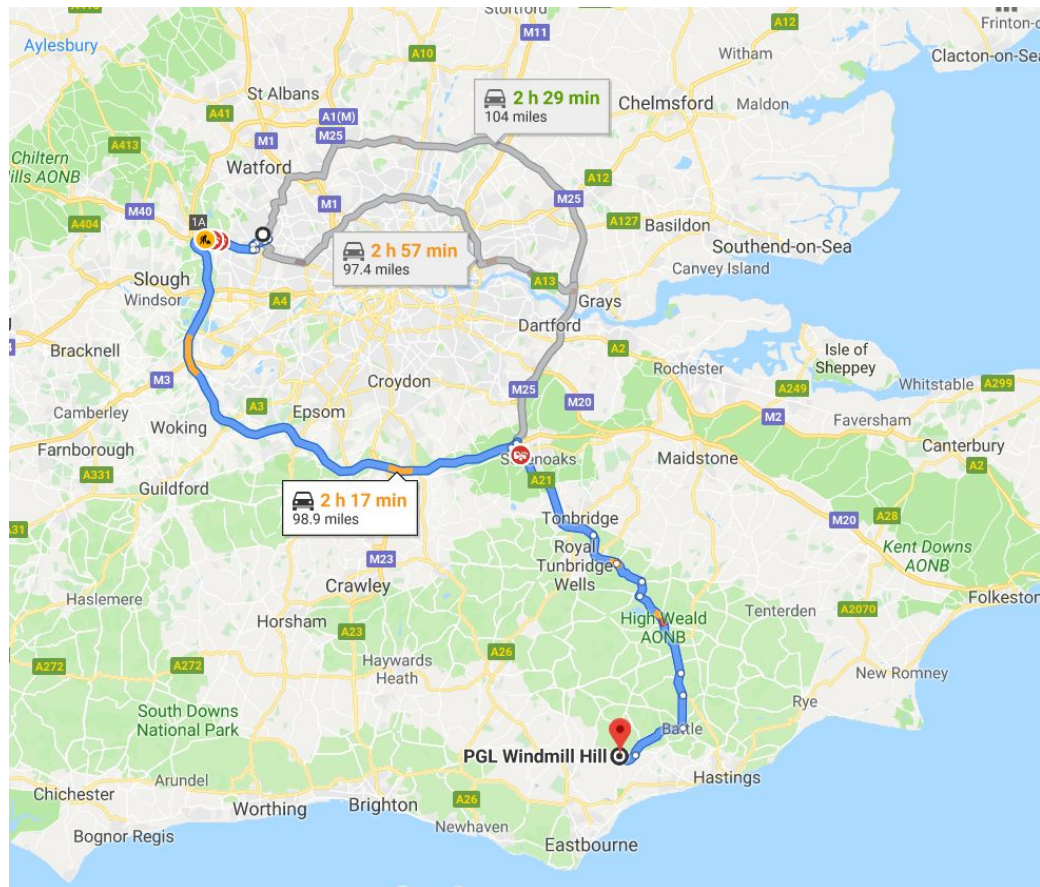 Stortford
A12
Frinton-o
Aylesbury
M11
A10
Witham
Clacton-on-Sea
St Albans
2 h 29 min
104 miles
Chelmsford
Maldon
A41
A1(M)
M25
M1
A413
Chiltern
ills AONB
Watford
A12
M25
M40
A404
M1
A127
Basildon
1A
2 h 57 min
97.4 miles
Southend-on-Sea
Canvey Island
Slough
Windsor
A4
A13
Grays
Dartford
Bracknell
A2
Isle of
Sheppey
Rochester
M3
Croydon
M25
M20
A249
Whitstable
A299
Camberley
A3
Epsom
M2
Faversham
Woking
Farnborough
Canterbury
A331
Sevenoaks
Maidstone
A2
Guildford
A21
2 h 17 min
98.9 miles
A31
Tonbridge
M20
A28
Royal
Tunbridge
Wells
Kent Downs
AONB
M23
Crawley
Haslemere
Horsham
High Weald
AONB
Tenterden
A2070
Folkeston
A23
A26
A272
A272
Haywards
Heath
New Romney
Rye
South Downs
National Park
Battle
PGL Windmill Hill
Hastings
Arundel
Chichester
Worthing
Brighton
A26
Newhaven
Bognor Regis
Eastbourne